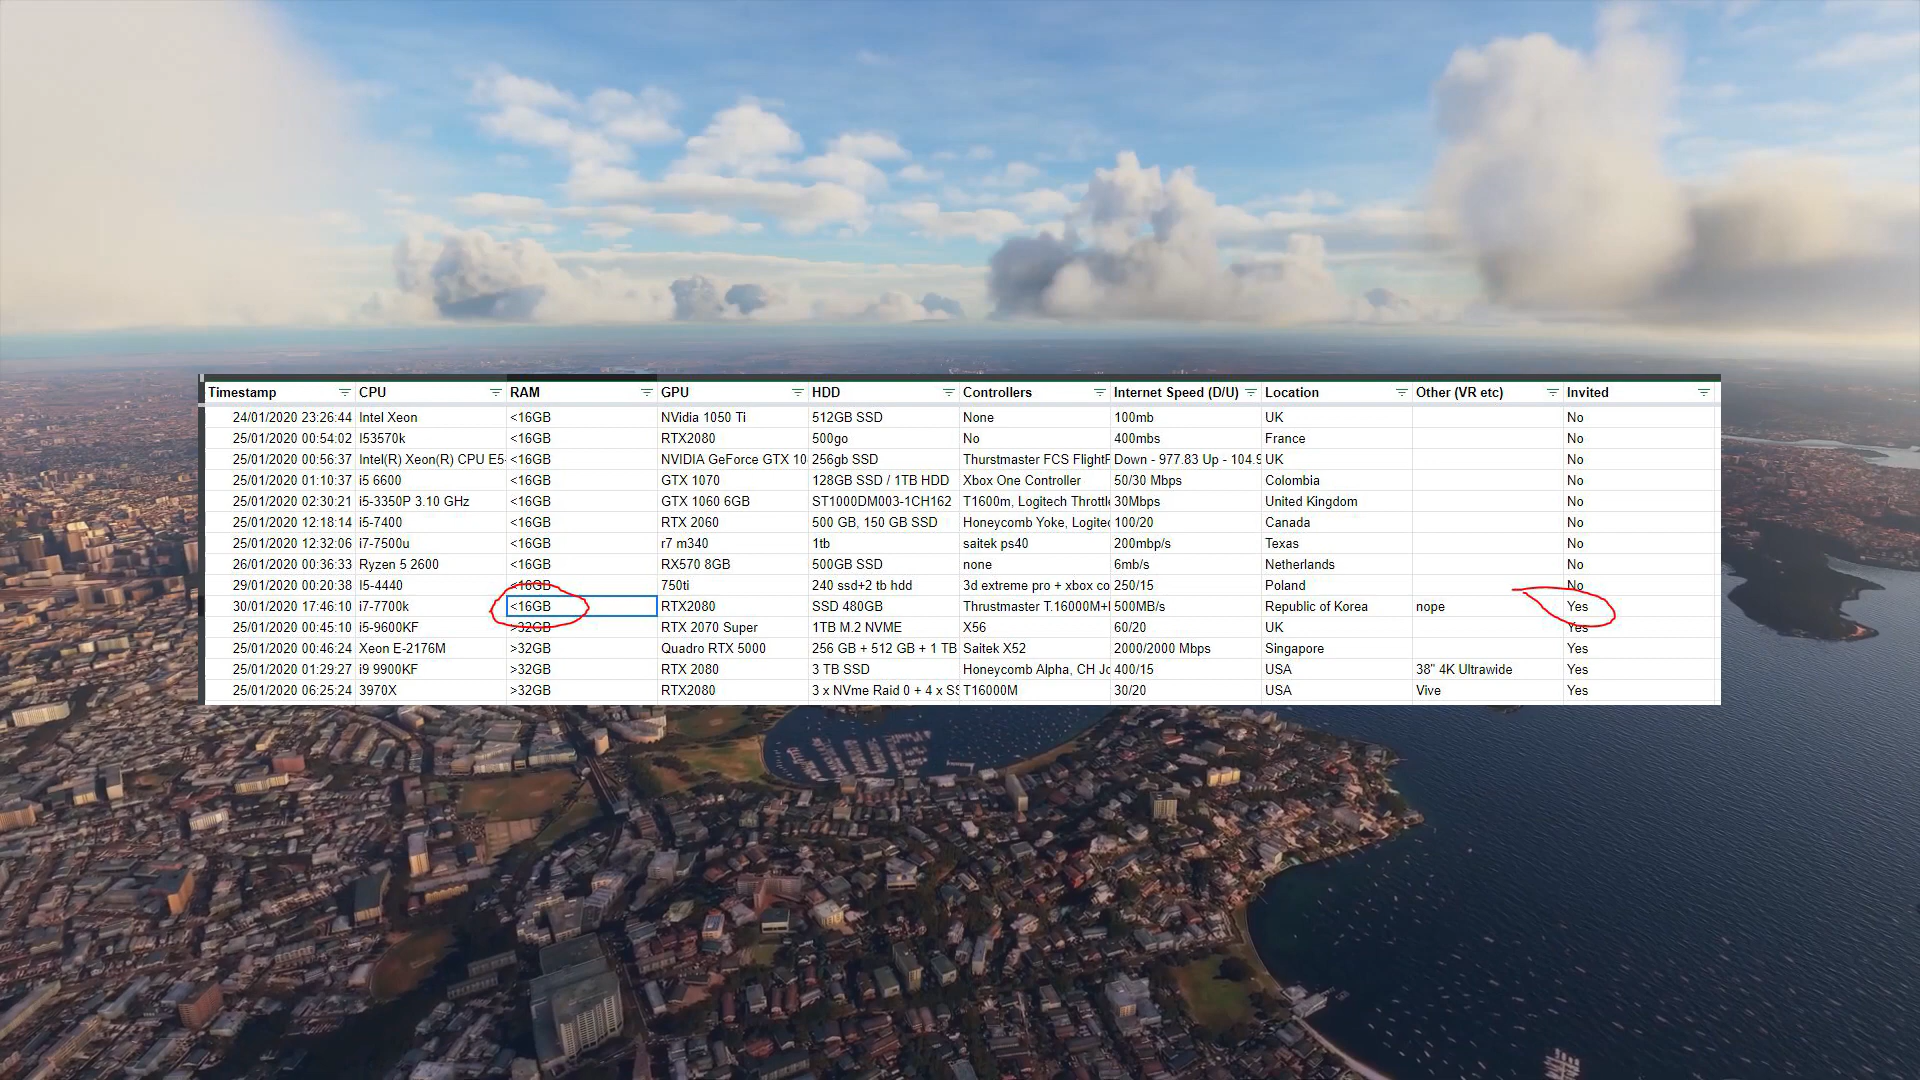 Timestamp CPU RAM GPU HDD Controllers Internet Speed (D/U) Location Other (VR etc) Invited
24/01/2020 23:26:44 Intel Xeon <16GB NVidia 1050 Ti 512GB SSD None 100mb UK No
25/01/2020 00:54:02 I53570k <16GB RTX2080 500go No 400mbs France No
25/01/2020 00:56:37 Intel(R) Xeon(R) CPU E5- <16GB NVIDIA GeForce GTX 10 256gb SSD Thurstmaster FCS FlightP Down - 977.83 Up - 104.9 UK No
25/01/2020 01:10:37 i5 6600 <16GB GTX 1070 128GB SSD / 1TB HDD Xbox One Controller 50/30 Mbps Colombia No
25/01/2020 02:30:21 i5-3350P 3.10 GHz <16GB GTX 1060 6GB ST1000DM003-1CH162 T1600m, Logitech Throttle 30Mbps United Kingdom No
25/01/2020 12:18:14 i5-7400 <16GB RTX 2060 500 GB, 150 GB SSD Honeycomb Yoke, Logitec 100/20 Canada No
25/01/2020 12:32:06 i7-7500u <16GB r7 m340 1tb saitek ps40 200mbp/s Texas No
26/01/2020 00:36:33 Ryzen 5 2600 <16GB RX570 8GB 500GB SSD none 6mb/s Netherlands No
29/01/2020 00:20:38 I5-4440 <16GB 750ti 240 ssd+2 tb hdd 3d extreme pro + xbox co 250/15 Poland No
30/01/2020 17:46:10 i7-7700k <16GB RTX2080 SSD 480GB Thrustmaster T.16000M+ 500MB/s Republic of Korea nope Yes
25/01/2020 00:45:10 i5-9600KF >32GB RTX 2070 Super 1TB M.2 NVME X56 60/20 UK Yes
25/01/2020 00:46:24 Xeon E-2176M >32GB Quadro RTX 5000 256 GB + 512 GB + 1 TB Saitek X52 2000/2000 Mbps Singapore Yes
25/01/2020 01:29:27 i9 9900KF >32GB RTX 2080 3 TB SSD Honeycomb Alpha, CH Jo 400/15 USA 38" 4K Ultrawide Yes
25/01/2020 06:25:24 3970X >32GB RTX2080 3 x NVme Raid 0 + 4 x SS T16000M 30/20 USA Vive Yes